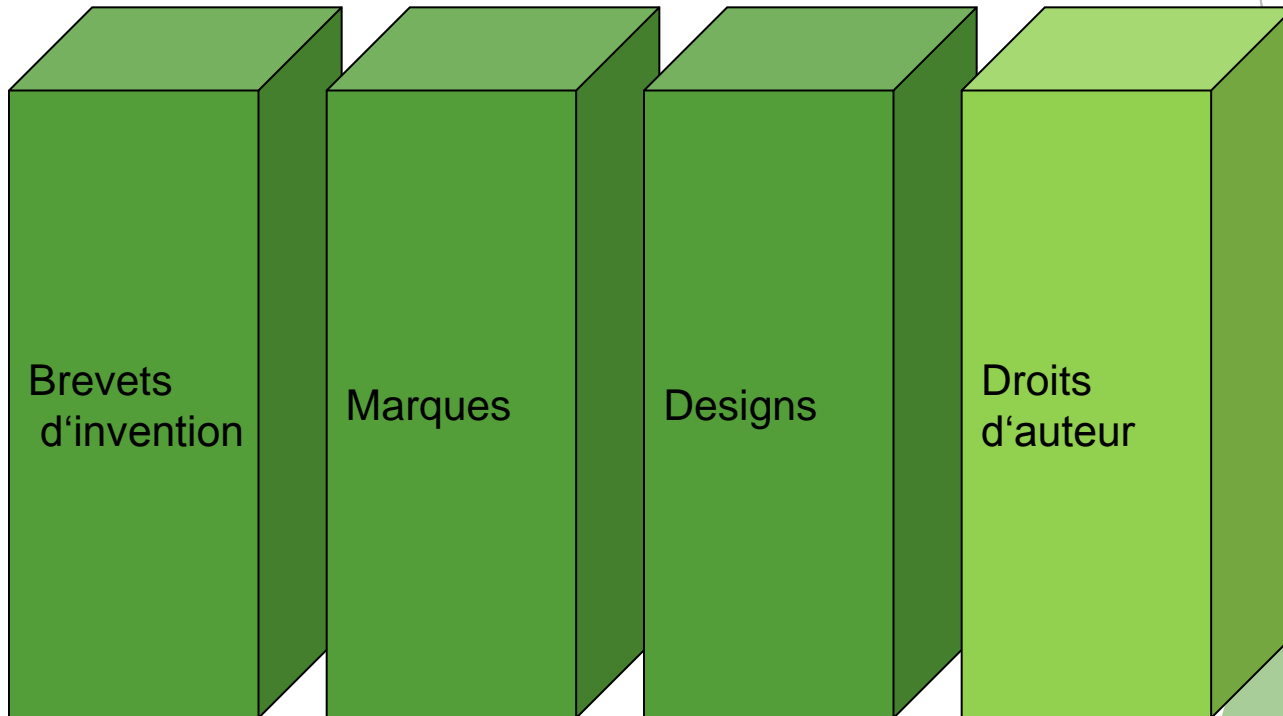 Brevets
d‘invention
Marques
Designs
Droits
d‘auteur